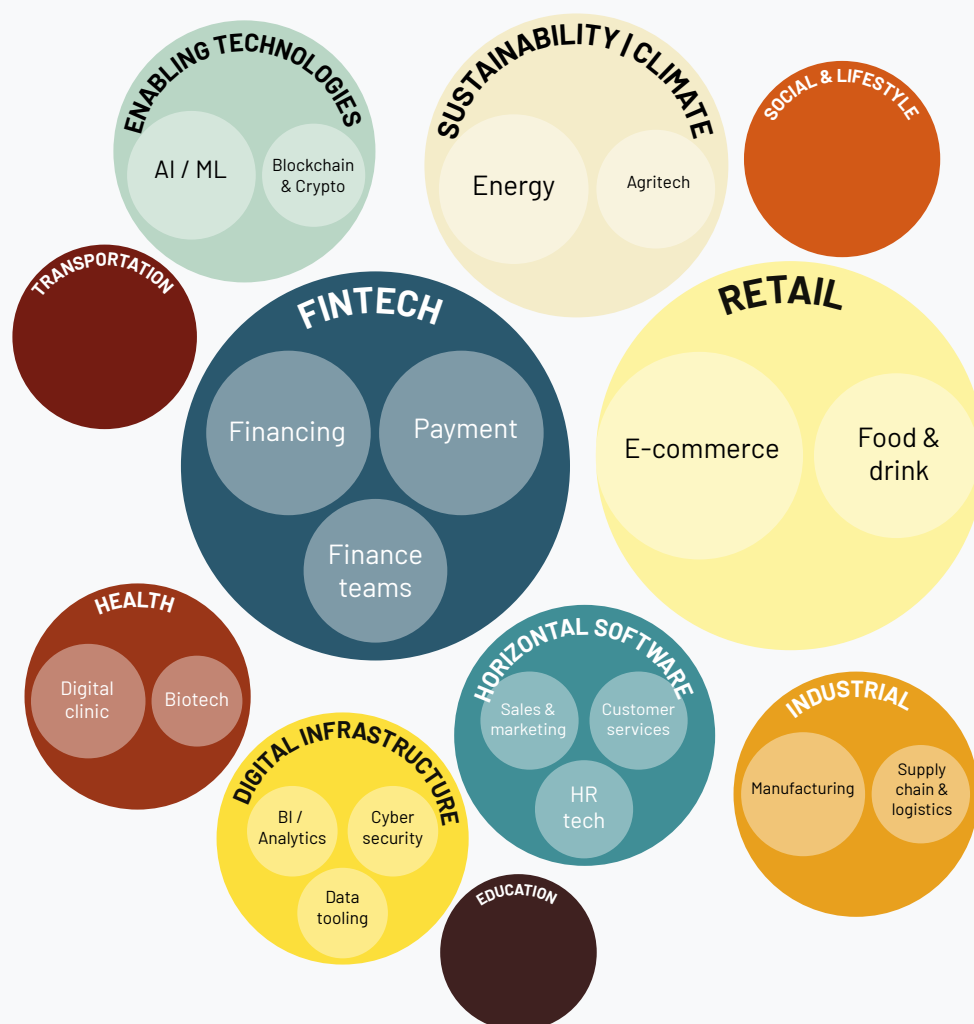 ENABLING TECHNOLOGIES
AI / ML
Blockchain
& Crypto
SUSTAINABILITY | CLIMATE
Energy
Agritech
SOCIAL & LIFESTYLE
TRANSPORTATION
FINTECH
Financing
Payment
Finance
teams
RETAIL
E-commerce
Food &
drink
HEALTH
Digital
clinic
Biotech
DIGITAL INFRASTRUCTURE
BI /
Analytics
Cyber
security
Data
tooling
HORIZONTAL SOFTWARE
Sales &
marketing
Customer
services
HR
tech
INDUSTRIAL
Manufacturing
Supply
chain &
logistics
EDUCATION